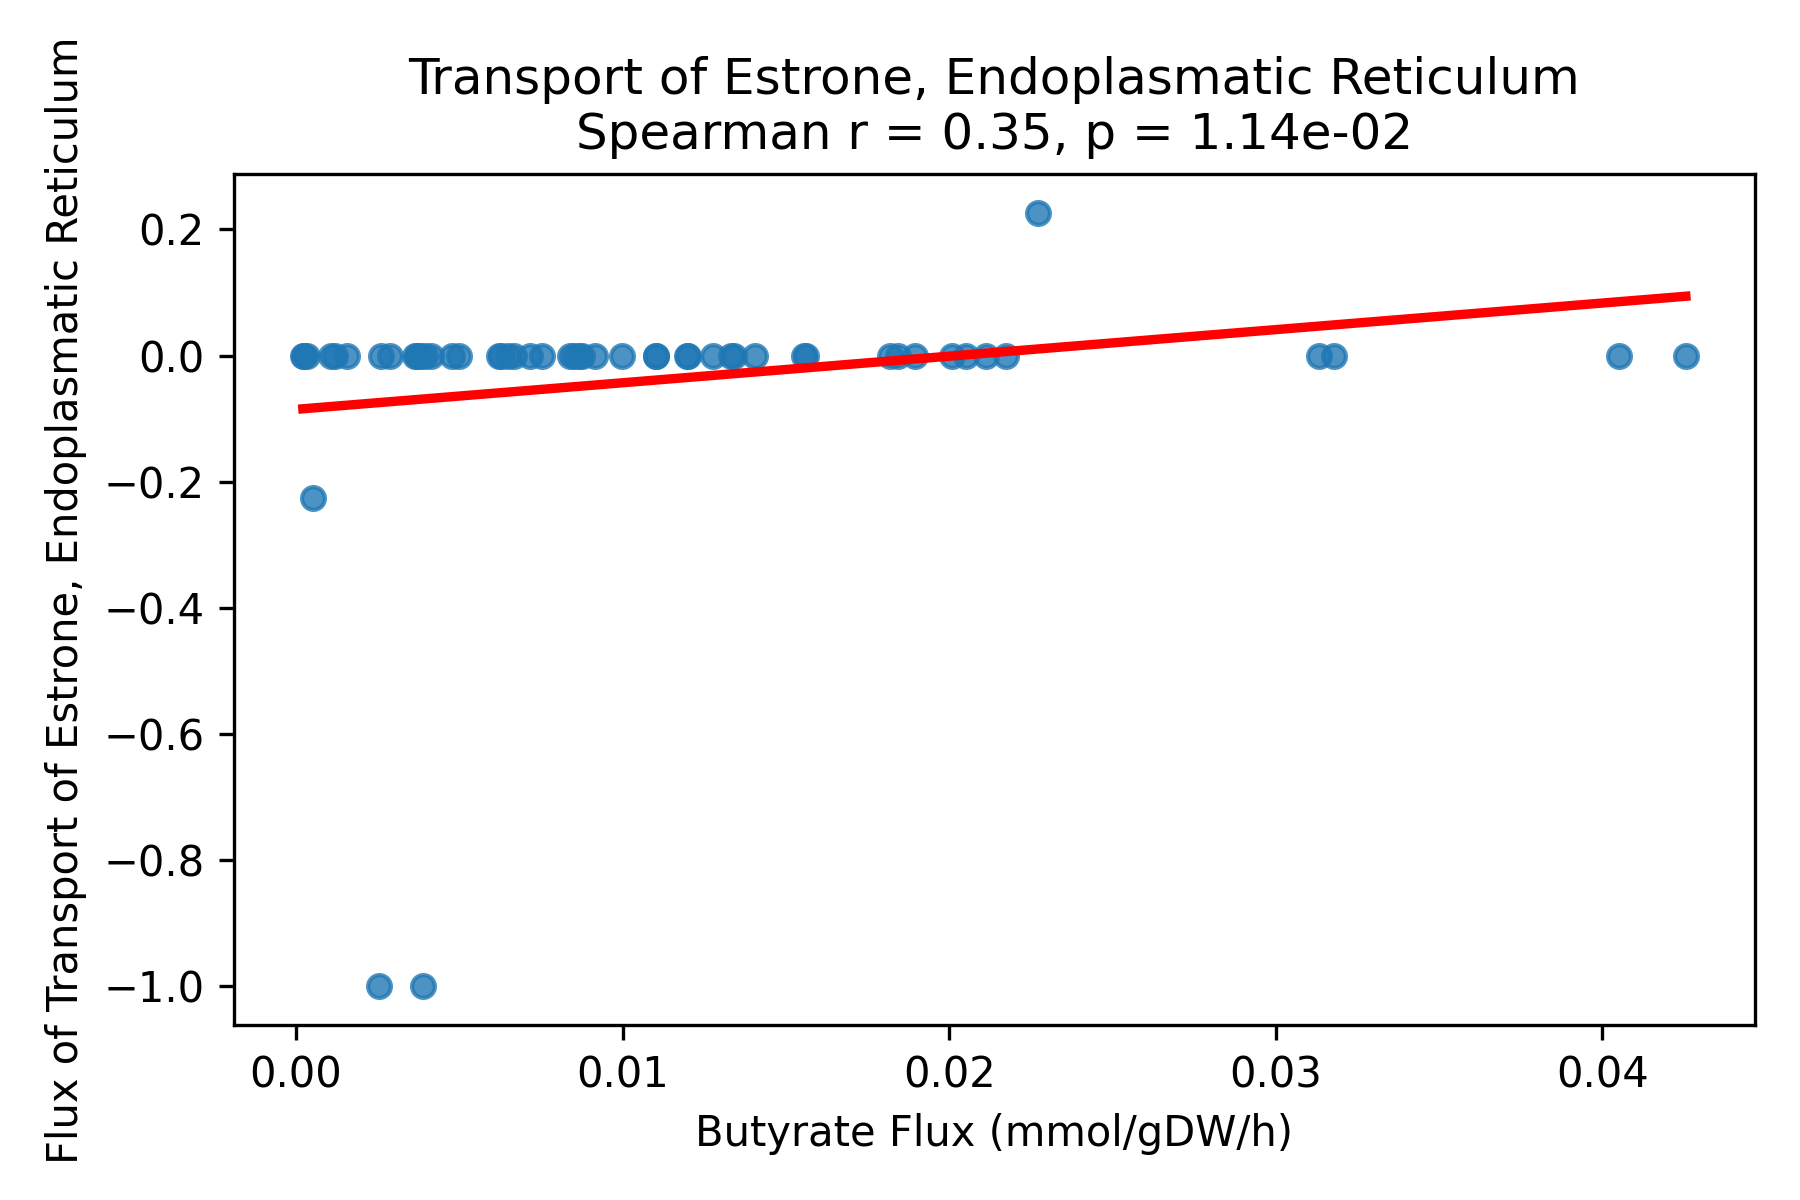 Transport of Estrone, Endoplasmatic Reticulum
Spearman r = 0.35, p = 1.14e-02
Flux of Transport of Estrone, Endoplasmatic Reticulum
0.2
0.0
−0.2
−0.4
−0.6
−0.8
−1.0
0.00 0.01 0.02 0.03 0.04
Butyrate Flux (mmol/gDW/h)